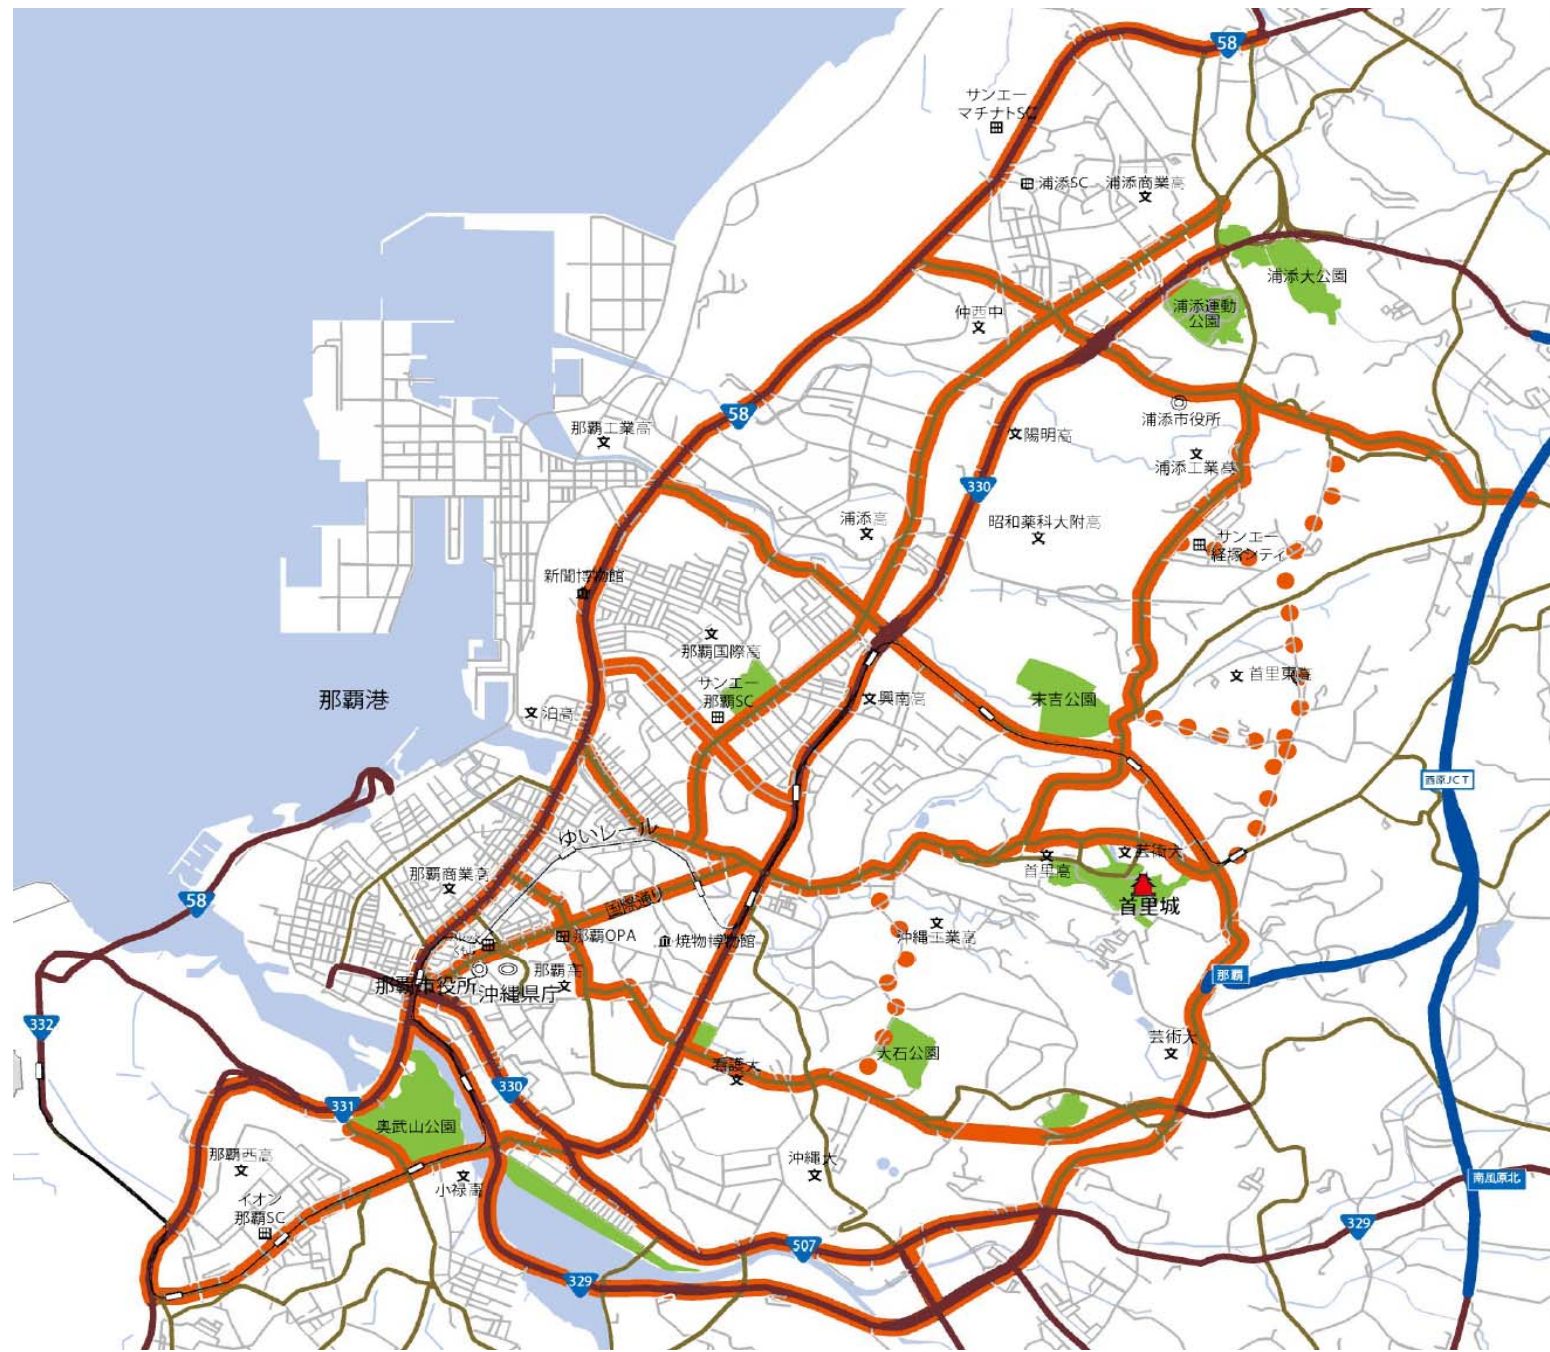 58
サンエー
マチナトSC
浦添SC
浦添商業高
浦添大公園
浦添運動
公園
仲西中
58
浦添市役所
那覇工業高
陽明高
浦添工業高
330
浦添高
昭和薬科大附高
サンエー
経塚シティ
新聞博物館
那覇国際高
サンエー
那覇SC
首里東高
那覇港
泊高
興南高
末吉公園
西原JCT
ゆいレール
那覇商業高
首里高
芸術大
58
国際通り
首里城
那覇OPA
焼物博物館
沖縄工業高
那覇高
那覇
那覇市役所
沖縄県庁
332
芸術大
大石公園
看護大
330
331
奥武山公園
那覇西高
沖縄大
小禄高
南風原北
イオン
那覇SC
329
507
329